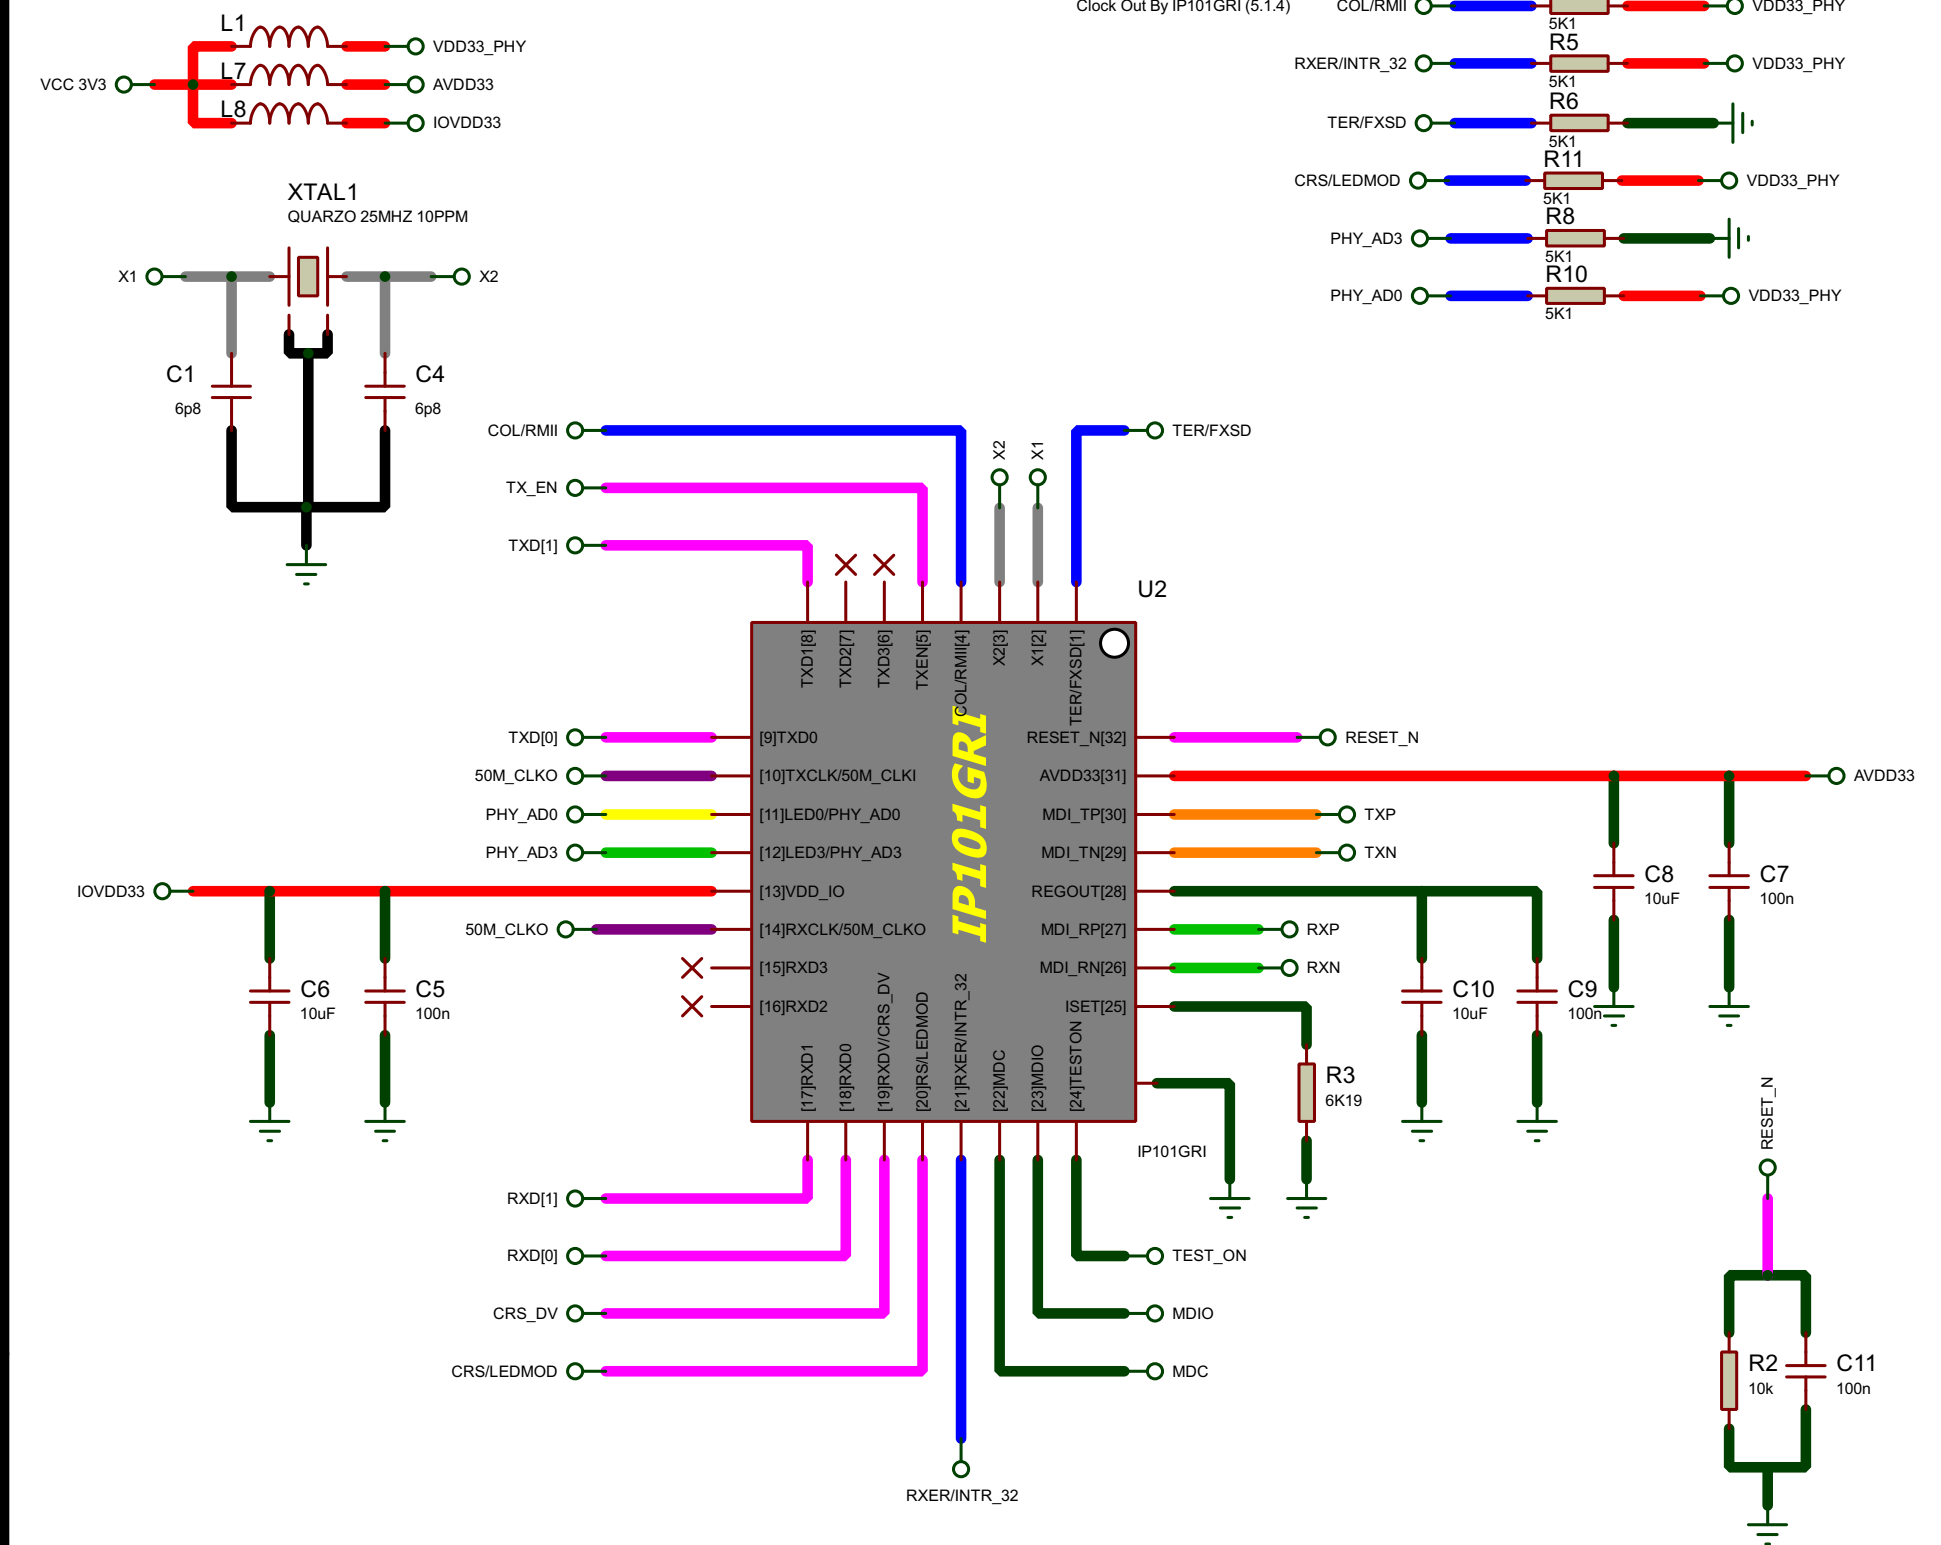 Clock Out By IP101GRI (5.1.4)
COL/RMII
5K1
VDD33_PHY
RXER/INTR_32
R5
5K1
VDD33_PHY
TER/FXSD
R6
5K1
CRS/LEDMOD
R11
5K1
VDD33_PHY
PHY_AD3
R8
5K1
PHY_AD0
R10
5K1
VDD33_PHY
VCC 3V3
L1
VDD33_PHY
L7
AVDD33
L8
IOVDD33
XTAL1
QUARZO 25MHZ 10PPM
X1
X2
C1
6p8
C4
6p8
COL/RMII
TX_EN
TXD[1]
X2
X1
TER/FXSD
U2
TXD1[8]
TXD2[7]
TXD3[6]
TXEN[5]
COL/RMII[4]
X2[3]
X1[2]
TER/FXSD[1]
TXD[0]
[9]TXD0
50M_CLKO
[10]TXCLK/50M_CLKI
PHY_AD0
[11]LED0/PHY_AD0
PHY_AD3
[12]LED3/PHY_AD3
IOVDD33
[13]VDD_IO
50M_CLKO
[14]RXCLK/50M_CLKO
[15]RXD3
[16]RXD2
IP101GRI
RESET_N[32]
RESET_N
AVDD33[31]
AVDD33
MDI_TP[30]
TXP
MDI_TN[29]
TXN
REGOUT[28]
MDI_RP[27]
RXP
MDI_RN[26]
RXN
ISET[25]
C6
10uF
C5
100n
C8
10uF
C7
100n
C10
10uF
C9
100n
R3
6K19
[17]RXD1
[18]RXD0
[19]RXDV/CRS_DV
[20]RS/LEDMOD
[21]RXER/INTR_32
[22]MDC
[23]MDIO
[24]TESTON
IP101GRI
RXD[1]
RXD[0]
CRS_DV
CRS/LEDMOD
RXER/INTR_32
TEST_ON
MDIO
MDC
RESET_N
R2
10k
C11
100n